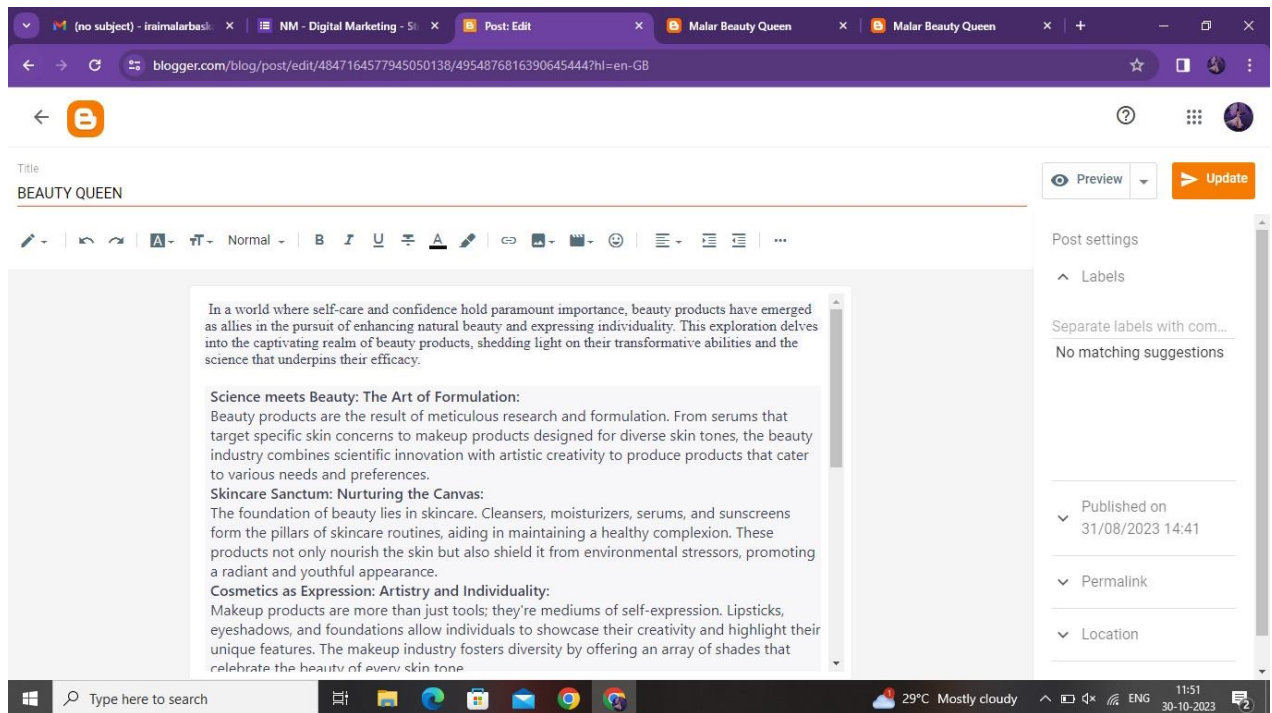 (no subject) - iraimalarbask
NM - Digital Marketing - St
Post: Edit
Malar Beauty Queen
Malar Beauty Queen
blogger.com/blog/post/edit/4847164577945050138/4954876816390645444?hl=en-GB
Title
BEAUTY QUEEN
Preview
Update
Normal
B I U A
Post settings
Labels
Separate labels with com...
No matching suggestions
Published on
31/08/2023 14:41
Permalink
Location
In a world where self-care and confidence hold paramount importance, beauty products have emerged
as allies in the pursuit of enhancing natural beauty and expressing individuality. This exploration delves
into the captivating realm of beauty products, shedding light on their transformative abilities and the
science that underpins their efficacy.
Science meets Beauty: The Art of Formulation:
Beauty products are the result of meticulous research and formulation. From serums that
target specific skin concerns to makeup products designed for diverse skin tones, the beauty
industry combines scientific innovation with artistic creativity to produce products that cater
to various needs and preferences.
Skincare Sanctum: Nurturing the Canvas:
The foundation of beauty lies in skincare. Cleansers, moisturizers, serums, and sunscreens
form the pillars of skincare routines, aiding in maintaining a healthy complexion. These
products not only nourish the skin but also shield it from environmental stressors, promoting
a radiant and youthful appearance.
Cosmetics as Expression: Artistry and Individuality:
Makeup products are more than just tools; they're mediums of self-expression. Lipsticks,
eyeshadows, and foundations allow individuals to showcase their creativity and highlight their
unique features. The makeup industry fosters diversity by offering an array of shades that
celebrate the beauty of every skin tone
Type here to search
29°C Mostly cloudy
ENG
11:51
30-10-2023
2